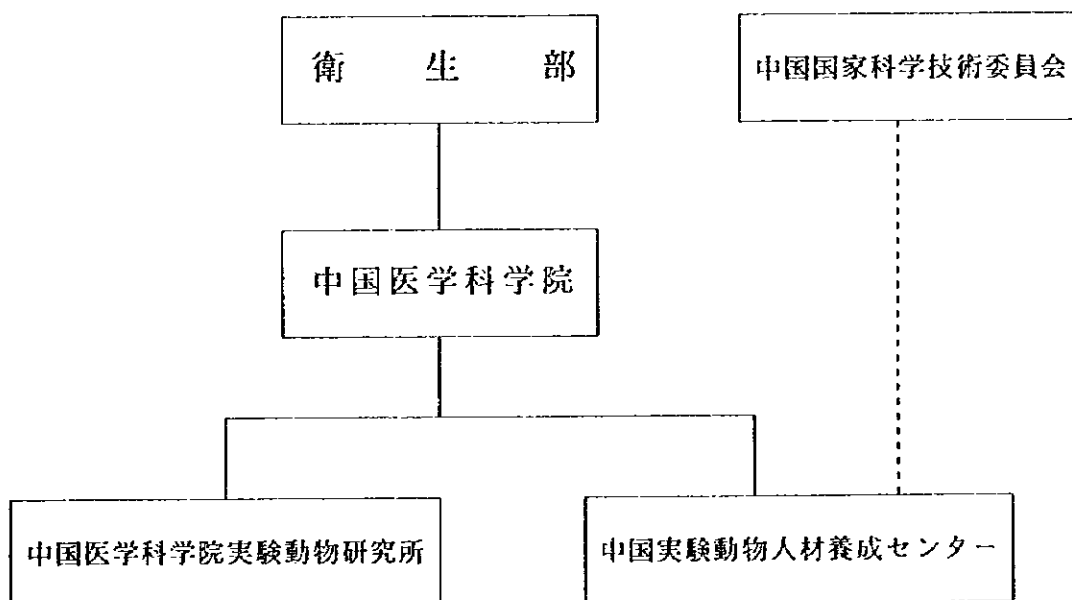 衛生部
中国国家科学技術委員会
中国医学科学院
中国医学科学院実験動物研究所
中国実験動物人材養成センター